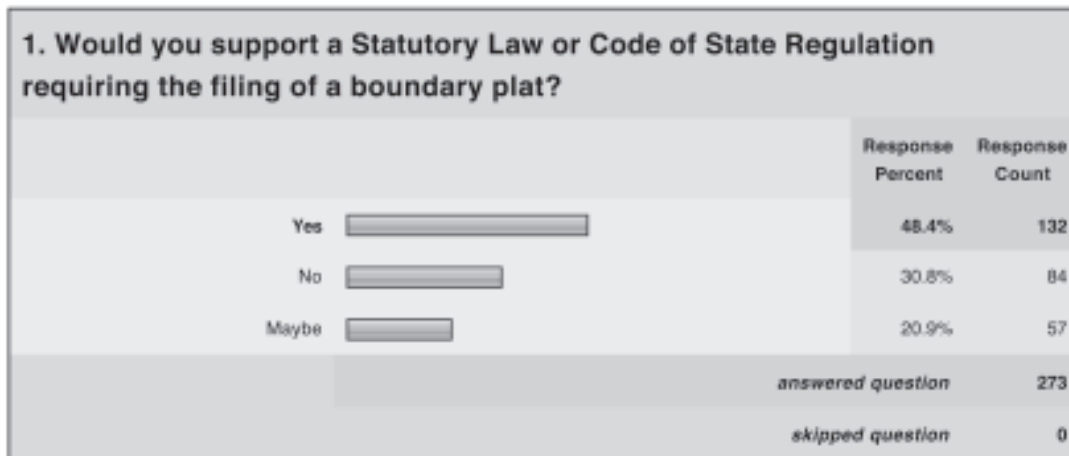 1. Would you support a Statutory Law or Code of State Regulation
requiring the filing of a boundary plat?
Response Percent Response Count
Yes 48.4% 132
No 30.8% 84
Maybe 20.9% 57
answered question 273
skipped question 0